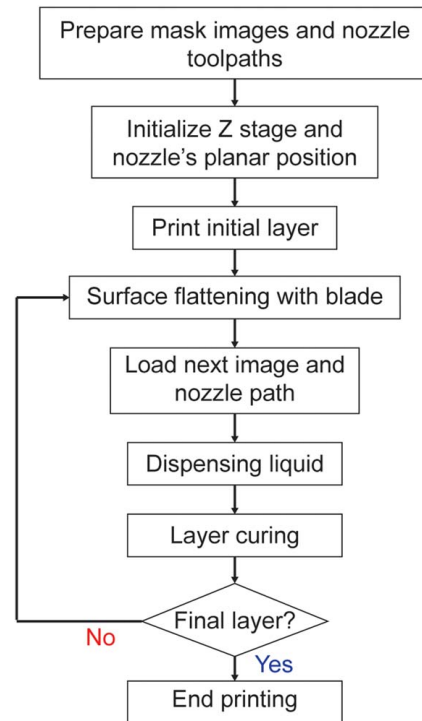 Prepare mask images and nozzle
toolpaths
Initialize Z stage and
nozzle's planar position
Print initial layer
Surface flattening with blade
Load next image and
nozzle path
Dispensing liquid
Layer curing
Final layer?
No
Yes
End printing